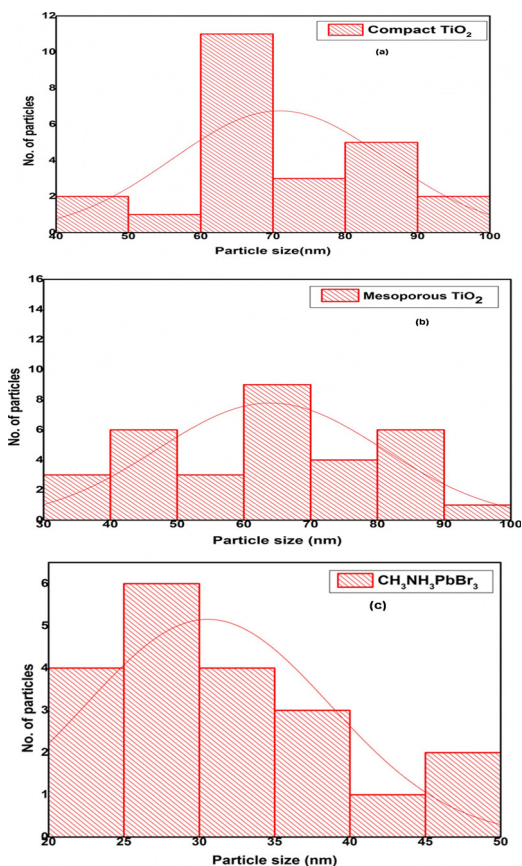 12
Compact TiO₂
(a)
10
8
6
4
2
0
No. of particles
40 50 60 70 80 90 100
Particle size(nm)
16
Mesoporous TiO₂
14
(b)
12
10
8
6
4
2
0
No. of particles
30 40 50 60 70 80 90 100
Particle size (nm)
CH₃NH₃PbBr₃
6
(c)
5
4
3
2
1
0
No. of particles
20 25 30 35 40 45 50
Particle size (nm)